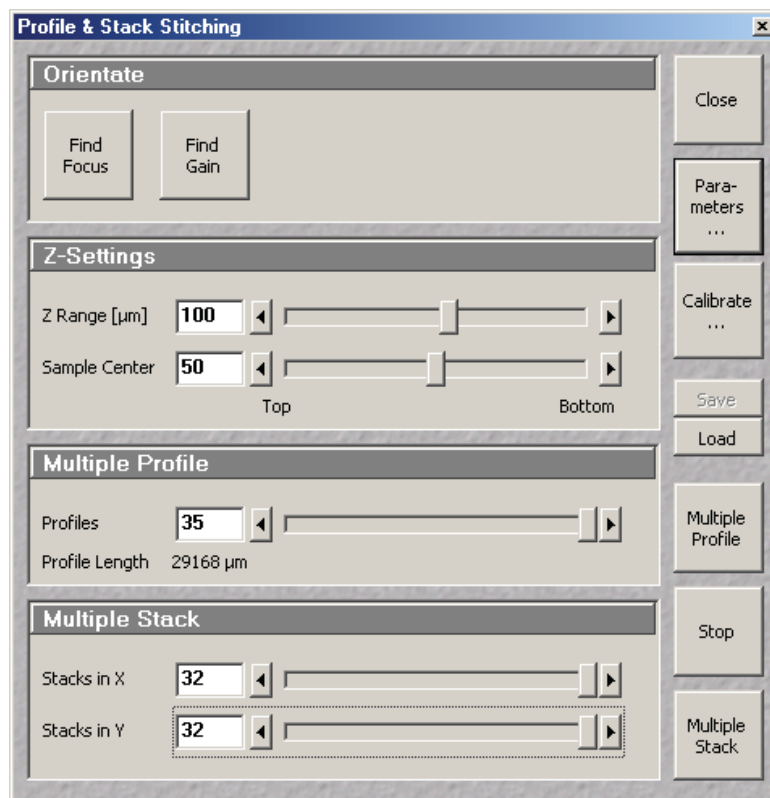 Profile & Stack Stitching
Orientate
Find
Focus
Find
Gain
Z-Settings
Z Range [µm] 100
Sample Center 50
Top Bottom
Multiple Profile
Profiles 35
Profile Length 29168 µm
Multiple Stack
Stacks in X 32
Stacks in Y 32
Close
Para-
meters
...
Calibrate
...
Save
Load
Multiple
Profile
Stop
Multiple
Stack